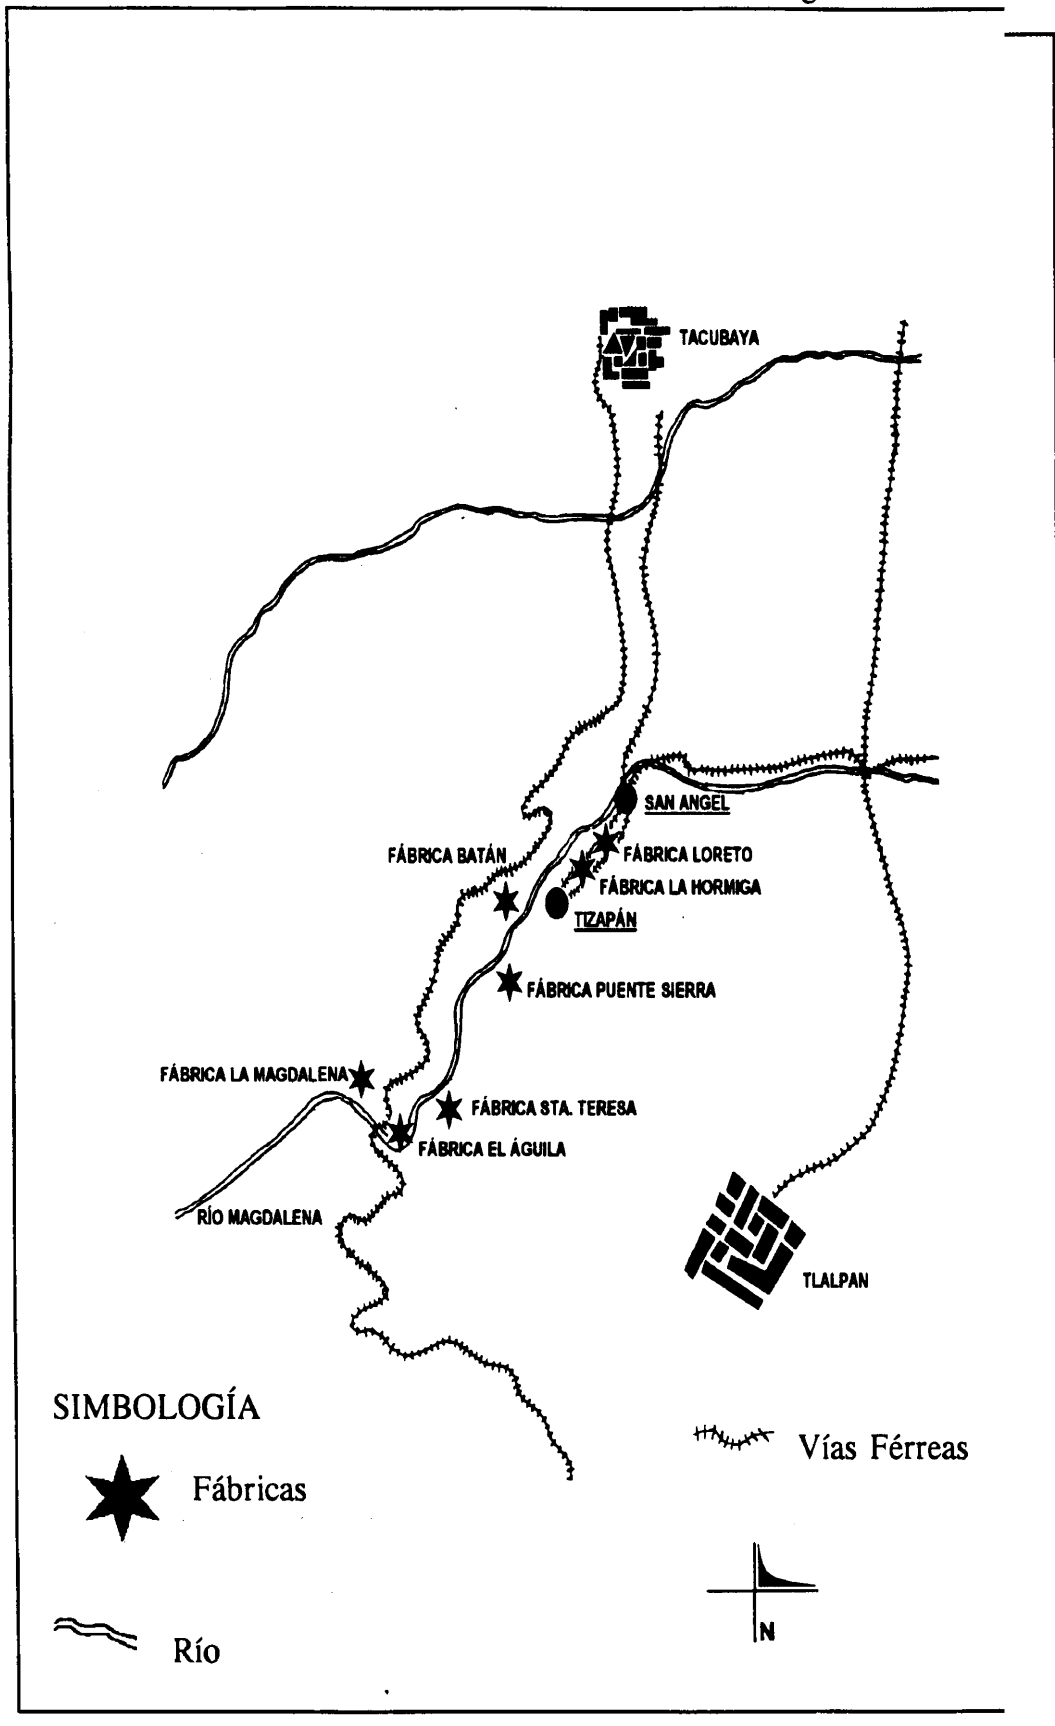 TACUBAYA
SAN ANGEL
FÁBRICA BATÁN
FÁBRICA LORETO
FÁBRICA LA HORMIGA
TIZAPÁN
FÁBRICA PUENTE SIERRA
FÁBRICA LA MAGDALENA
FÁBRICA STA. TERESA
FÁBRICA EL ÁGUILA
RÍO MAGDALENA
TLALPAN
SIMBOLOGÍA
Vías Férreas
Fábricas
N
Río